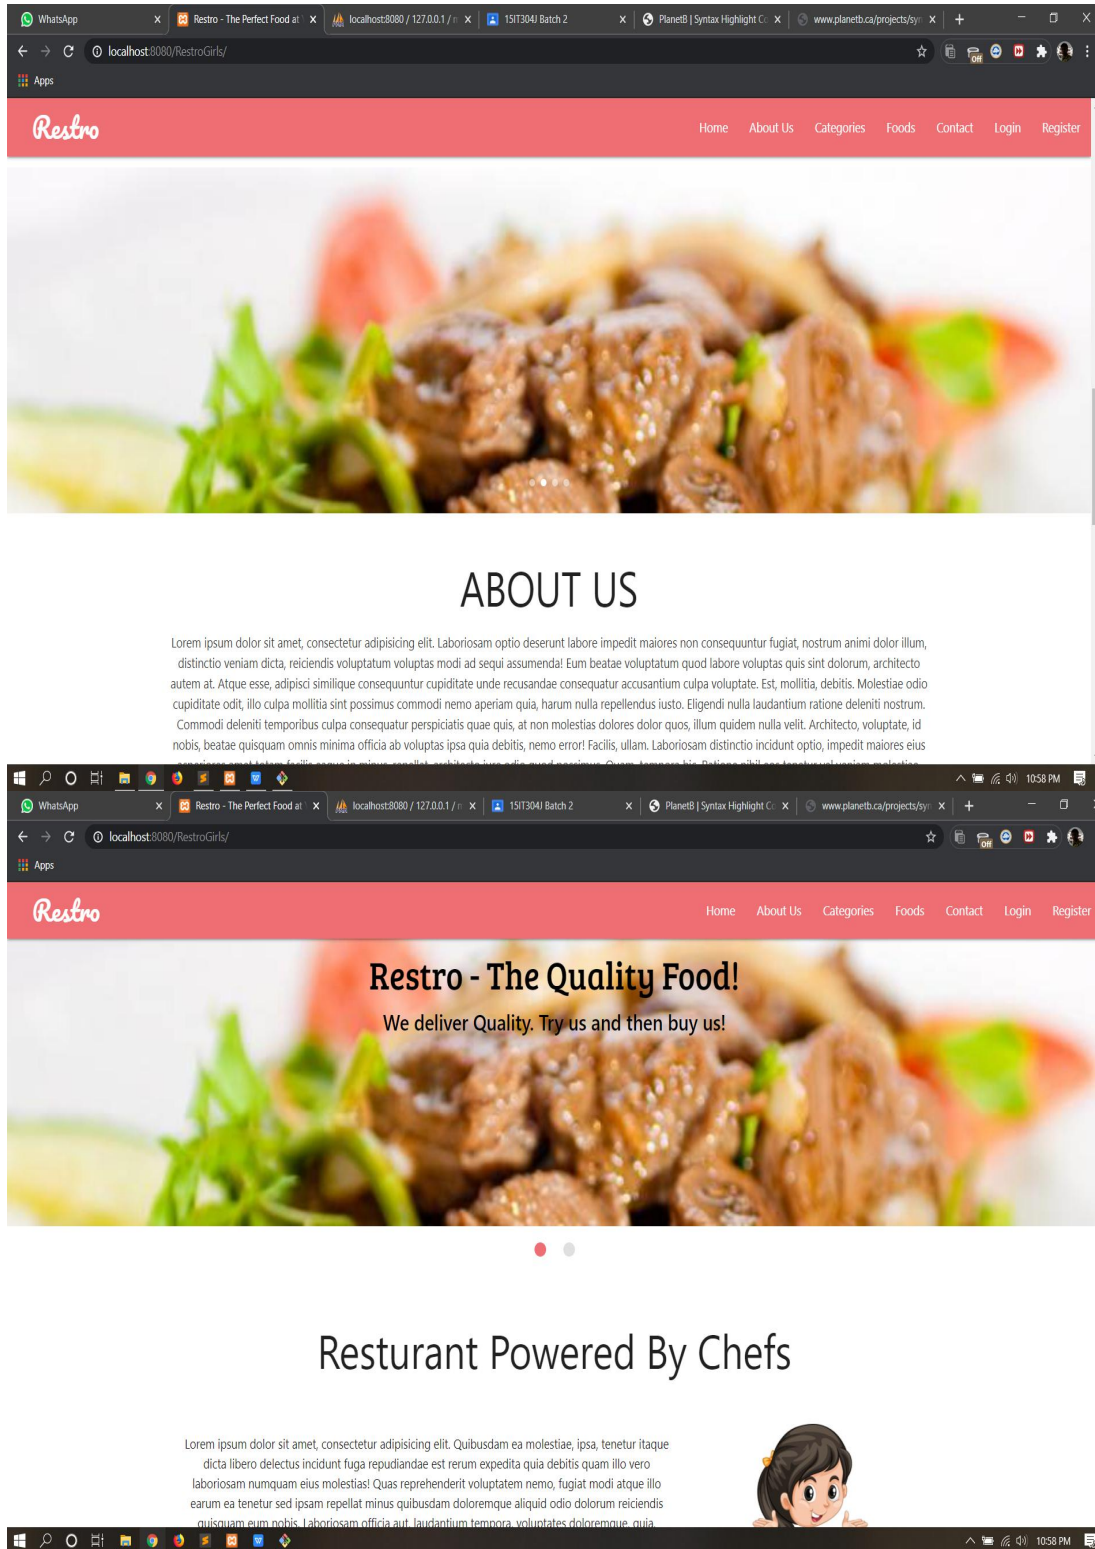 WhatsApp
Restro - The Perfect Food at
localhost:8080 / 127.0.0.1 /
15IT304J Batch 2
PlanetB | Syntax Highlight
www.planetb.ca/projects/syn
localhost:8080/RestroGirls/
Off
Apps
Restro
Home About Us Categories Foods Contact Login Register
ABOUT US
Lorem ipsum dolor sit amet, consectetur adipisicing elit. Laboriosam optio deserunt labore impedit maiores non consequuntur fugiat, nostrum animi dolor illum,
distinctio veniam dicta, reiciendis voluptatum voluptas modi ad sequi assumenda! Eum beatae voluptatum quod labore voluptas quis sint dolorum, architecto
autem at. Atque esse, adipisci similique consequuntur cupiditate unde recusandae consequatur accusantium culpa voluptate. Est, mollitia, debitis. Molestiae odio
cupiditate odit, illo culpa mollitia sint possimus commodi nemo aperiam quia, harum nulla repellendus iusto. Eligendi nulla laudantium ratione deleniti nostrum.
Commodi deleniti temporibus culpa consequatur perspiciatis quae quis, at non molestias dolores dolor quos, illum quidem nulla velit. Architecto, voluptate, id
nobis, beatae quisquam omnis minima officia ab voluptas ipsa quia debitis, nemo error! Facilis, ullam. Laboriosam distinctio incidunt optio, impedit maiores eius
10:58 PM
WhatsApp
Restro - The Perfect Food at
localhost:8080 / 127.0.0.1 /
15IT304J Batch 2
PlanetB | Syntax Highlight
www.planetb.ca/projects/syn
localhost:8080/RestroGirls/
Off
Apps
Restro
Home About Us Categories Foods Contact Login Register
Restro - The Quality Food!
We deliver Quality. Try us and then buy us!
Resturant Powered By Chefs
Lorem ipsum dolor sit amet, consectetur adipisicing elit. Quibusdam ea molestiae, ipsa, tenetur itaque
dicta libero delectus incidunt fuga repudiandae est rerum expedita quia debitis quam illo vero
laboriosam numquam eius molestias! Quas reprehenderit voluptatem nemo, fugiat modi atque illo
earum ea tenetur sed ipsam repellat minus quibusdam doloremque aliquid odio dolorum reiciendis
quisquam eum nobis. Laboriosam officia aut, laudantium tempora, voluptates doloremque, quia,
10:58 PM